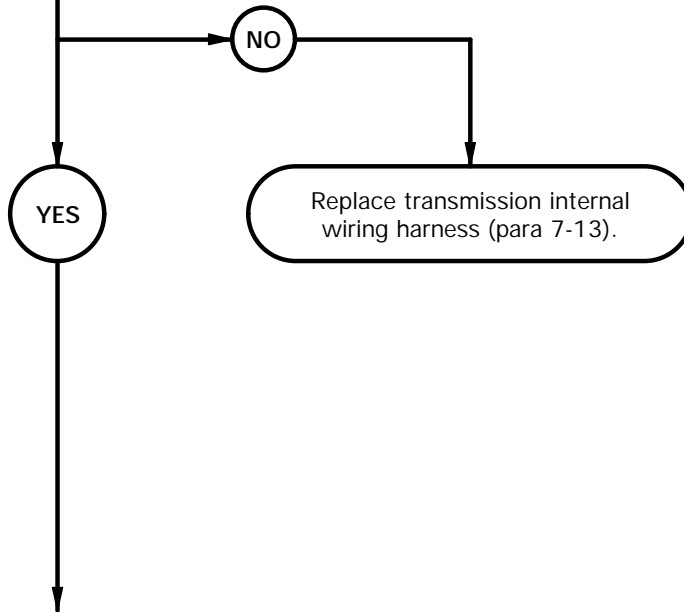 NO
YES
Replace transmission internal
wiring harness (para 7-13).